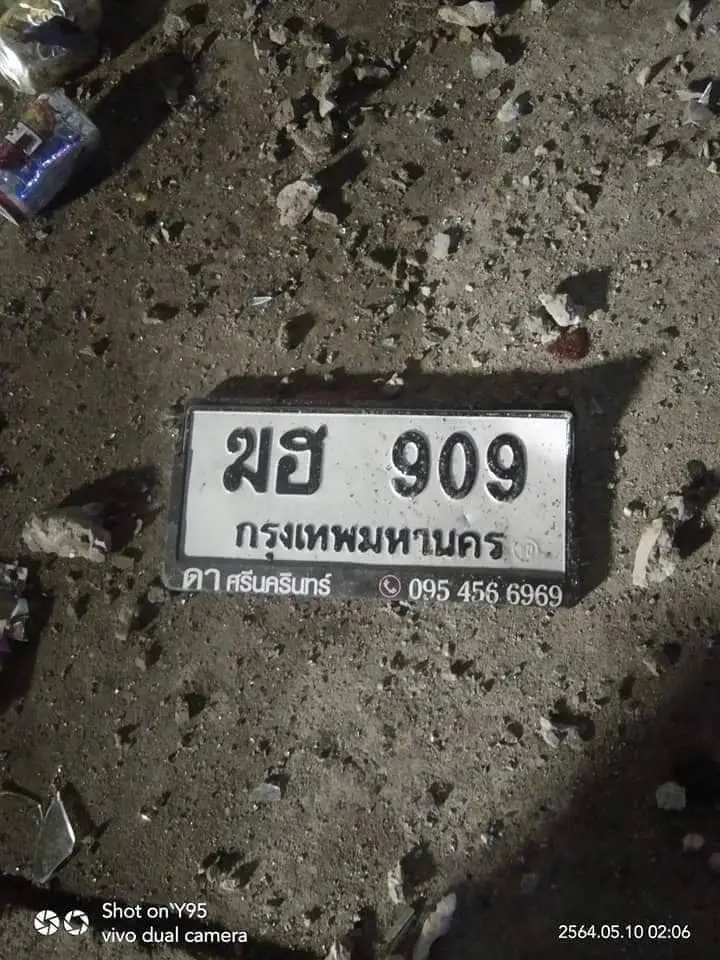 ฆฮ 909
กรุงเทพมหานคร
ดา ศรีนครินทร์ 095 456 6969
Shot on Y95
vivo dual camera
2564.05.10 02:06